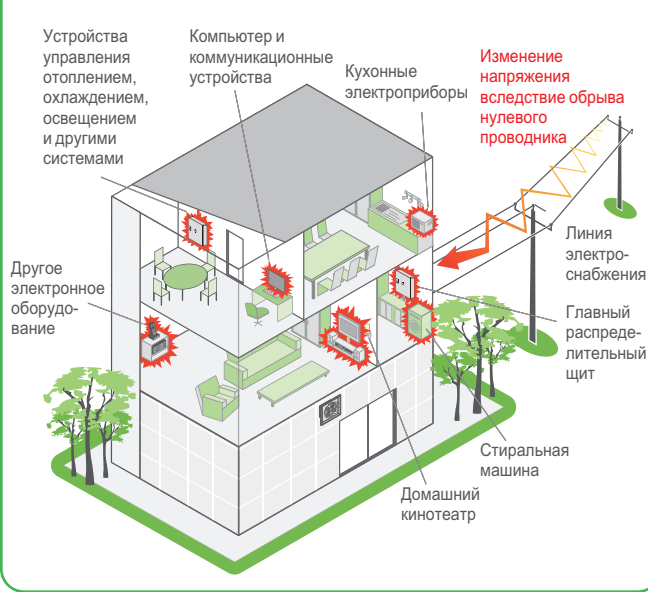 Устройства
управления
отоплением,
охлаждением,
освещением
и другими
системами
Компьютер и
коммуникационные
устройства
Кухонные
электроприборы
Изменение
напряжения
вследствие обрыва
нулевого
проводника
Линия
электро-
снабжения
Другое
электронное
оборудо-
вание
Главный
распреде-
лительный
щит
Стиральная
машина
Домашний
кинотеатр